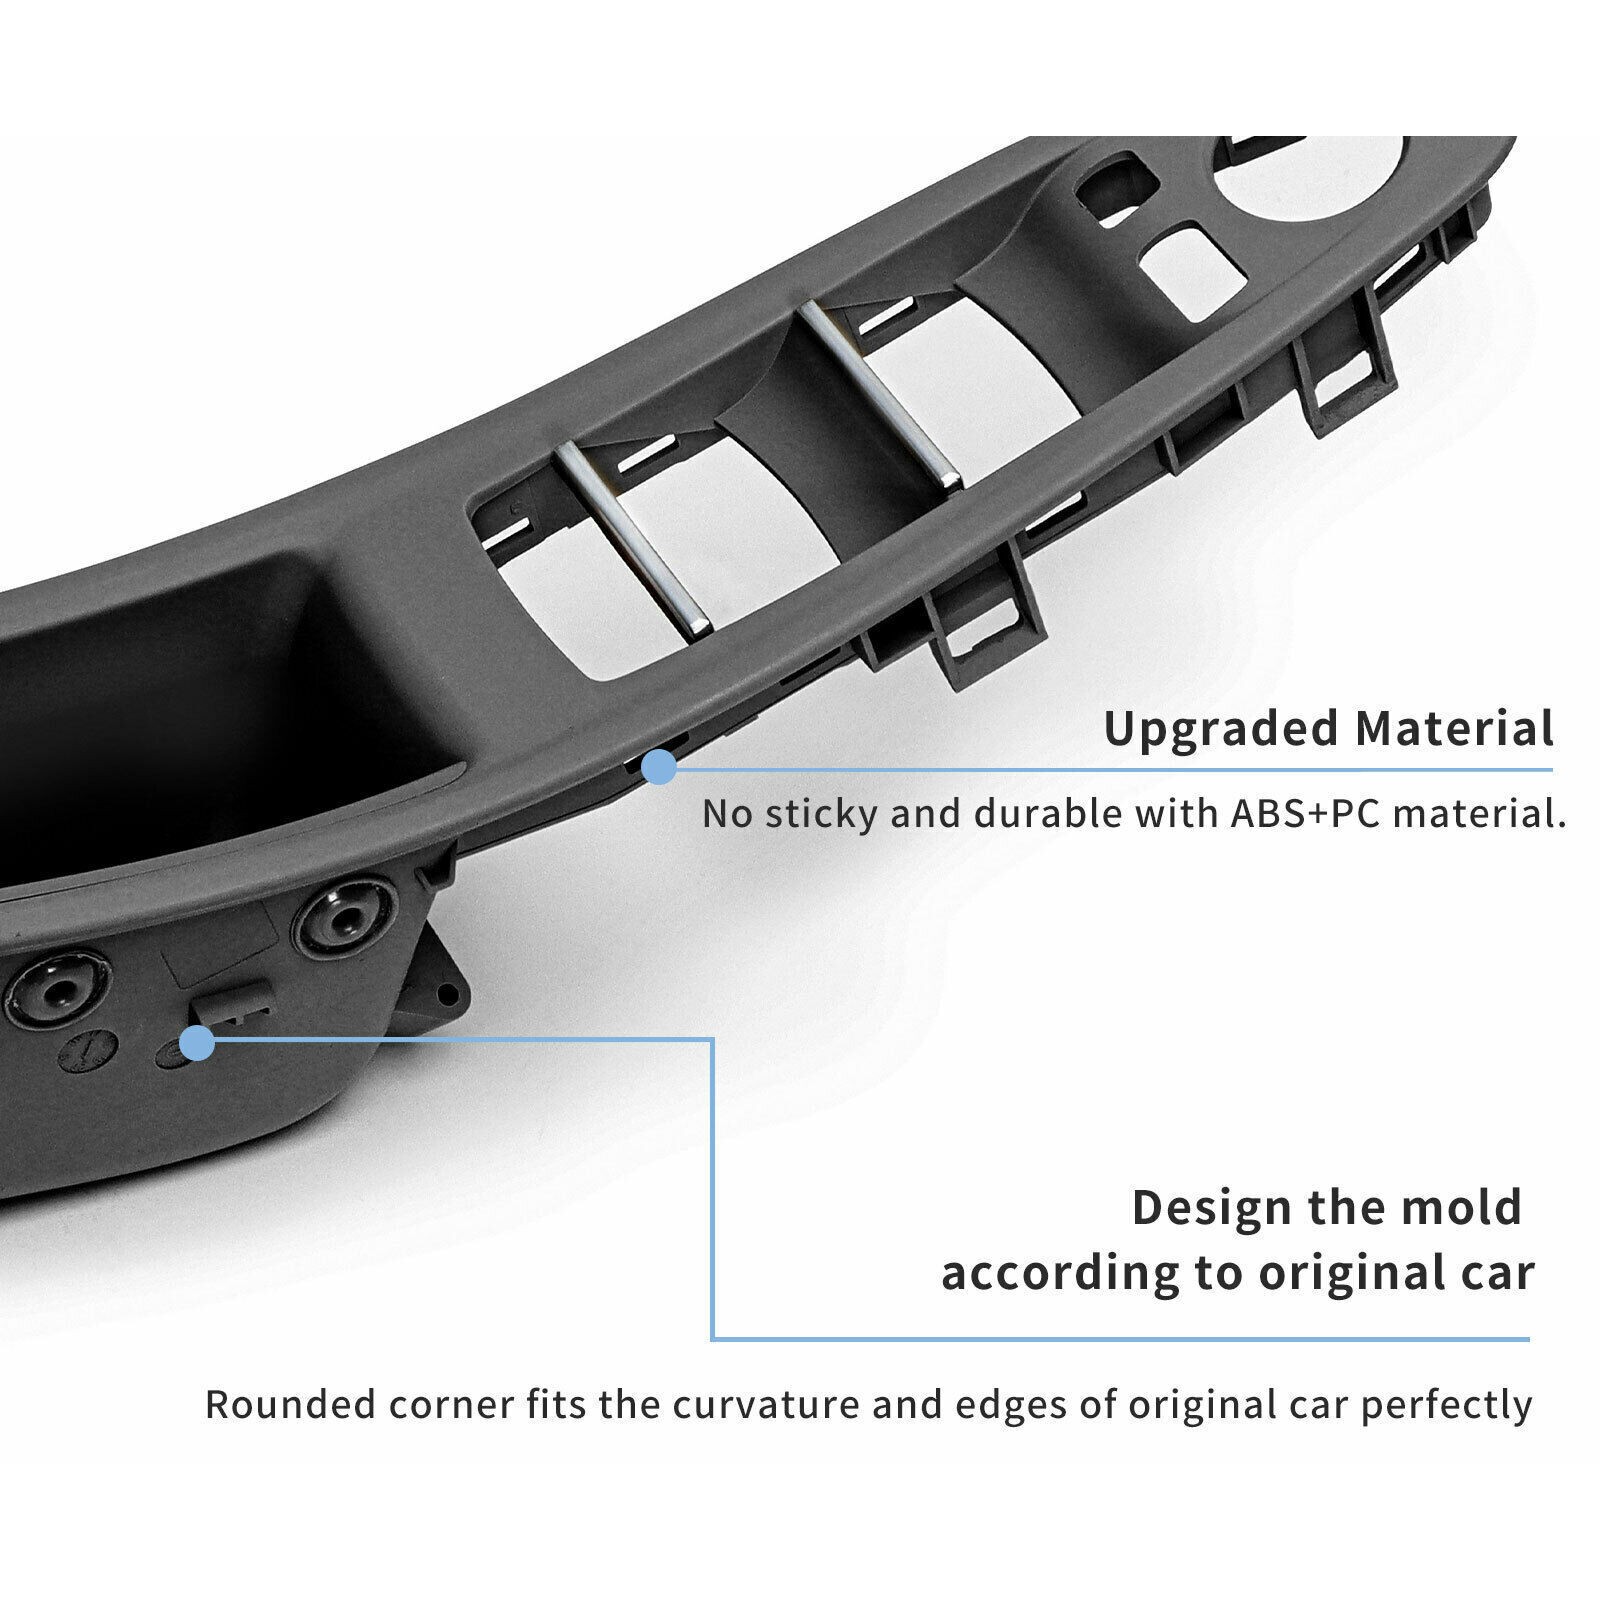 Upgraded Material
No sticky and durable with ABS+PC material.
Design the mold
according to original car
Rounded corner fits the curvature and edges of original car perfectly